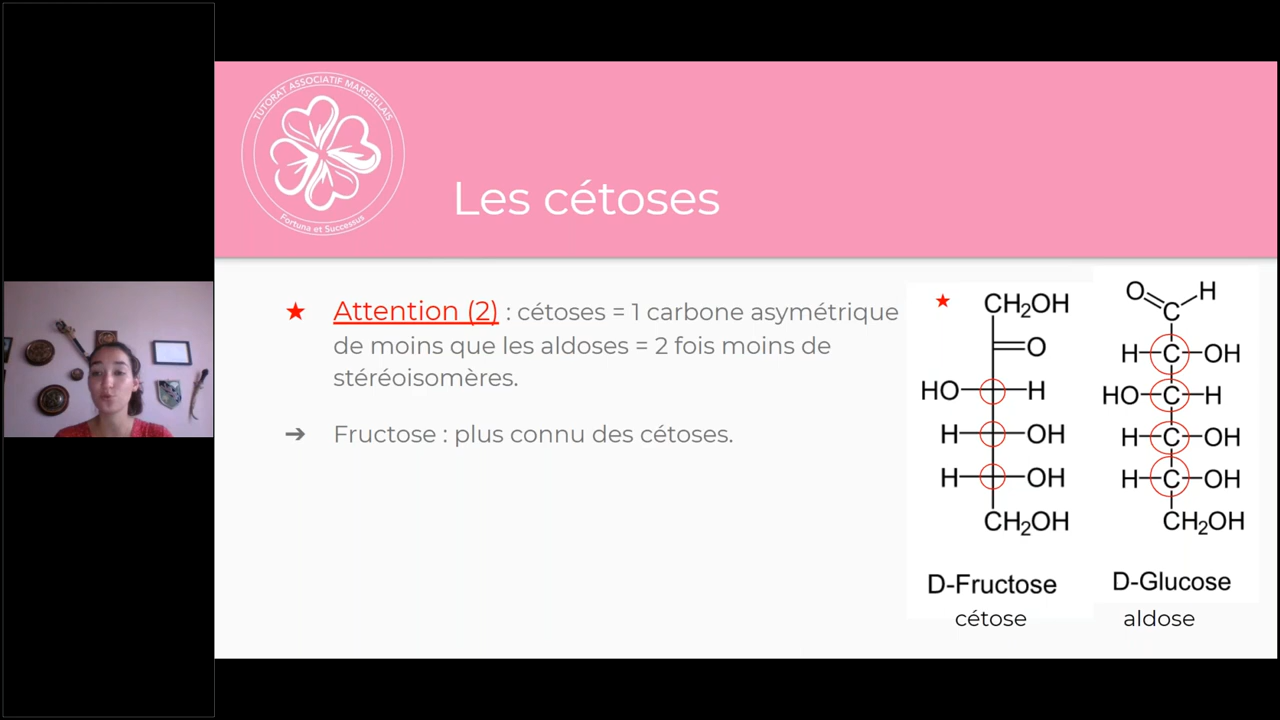 TUTORAT ASSOCIATIF MARSEILLAIS
Fortuna et Successus
Les cétoses
★ Attention (2) : cétoses = 1 carbone asymétrique
de moins que les aldoses = 2 fois moins de
stéréoisomères.
➔ Fructose : plus connu des cétoses.
★ CH₂OH
O
HO H
H OH
H OH
CH₂OH
D-Fructose
cétose
O H
C
H C OH
HO C H
H C OH
H C OH
CH₂OH
D-Glucose
aldose